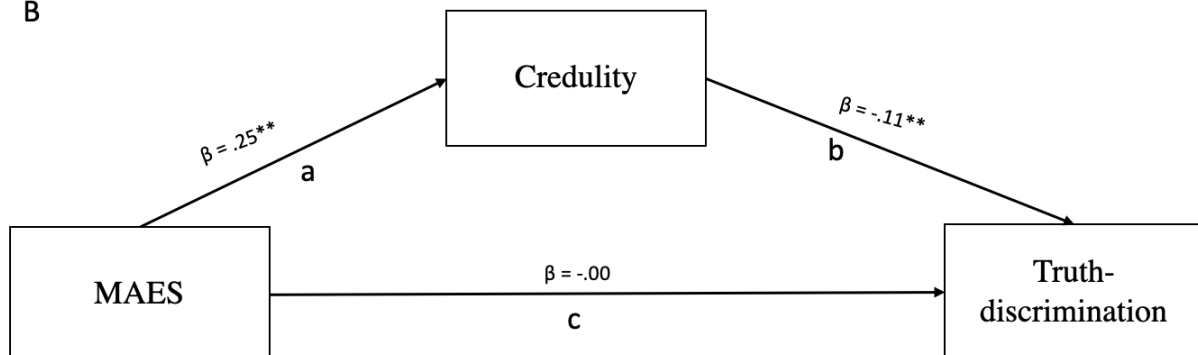 B
Credulity
β = .25**
a
β = -.11**
b
MAES
β = -.00
c
Truth-
discrimination